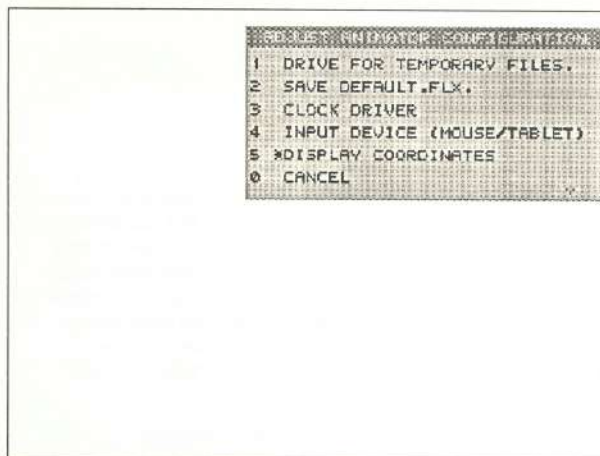 ADJUST ANIMATOR CONFIGURATION
1 DRIVE FOR TEMPORARY FILES.
2 SAVE DEFAULT.FLX.
3 CLOCK DRIVER
4 INPUT DEVICE (MOUSE/TABLET)
5 *DISPLAY COORDINATES
0 CANCEL